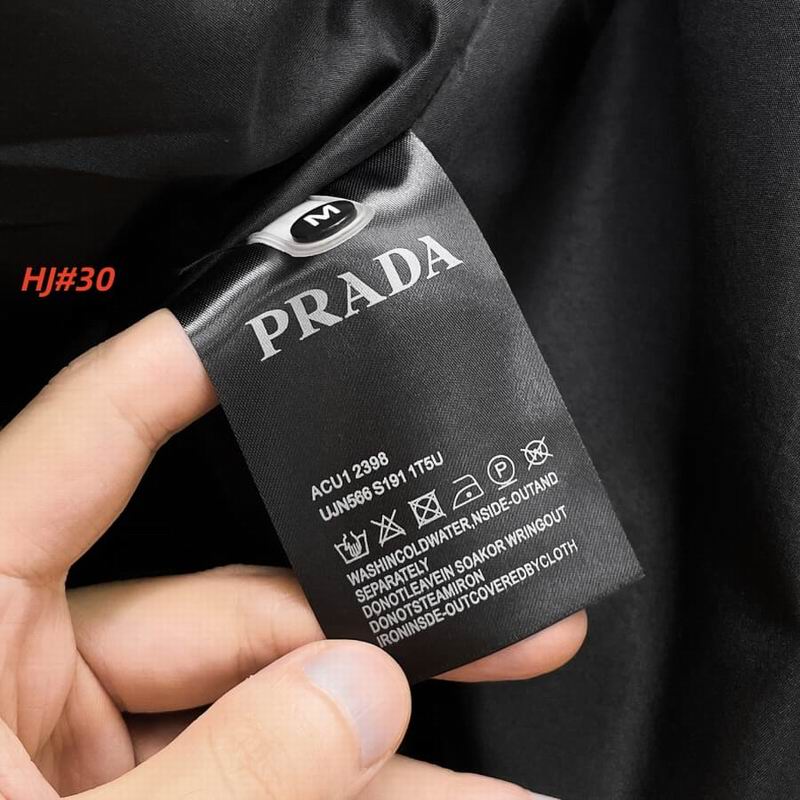 M
PRADA
HJ#30
ACU1 2398
UJN566 S191 1T5U
P
W
WASHINCOLDWATER,NSIDE-OUTAND
SEPARATELY
DONOTLEAVEIN SOAKOR WRINGOUT
DONOTSTEAMIRON
IRONINSDE-OUTCOVEREDBYCLOTH